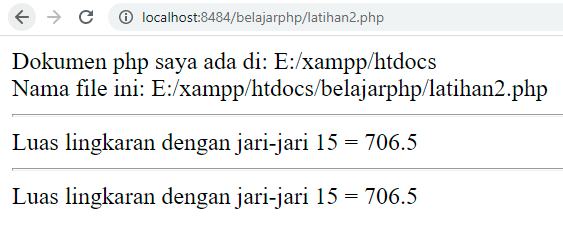 localhost:8484/belajarphp/latihan2.php
Dokumen php saya ada di: E:/xampp/htdocs
Nama file ini: E:/xampp/htdocs/belajarphp/latihan2.php
Luas lingkaran dengan jari-jari 15 = 706.5
Luas lingkaran dengan jari-jari 15 = 706.5